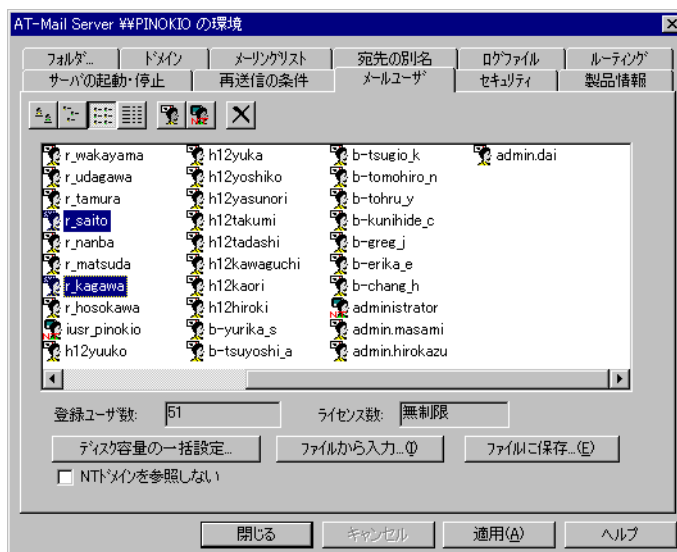 AT-Mail Server ¥¥PINOKIO の環境
フォルダ... ドメイン メーリングリスト 宛先の別名 ログファイル ルーティング
サーバの起動・停止 再送信の条件 メールユーザ セキュリティ 製品情報
r_wakayama h12yuka b-tsugio_k admin.dai
r_udagawa h12yoshiko b-tomohiro_n
r_tamura h12yasunori b-tohru_y
r_saito h12takumi b-kunihide_c
r_nanba h12tadashi b-greg_j
r_matsuda h12kawaguchi b-erika_e
r_kagawa h12kaori b-chang_h
r_hosokawa h12hiroki administrator
iusr_pinokio b-yurika_s admin.masami
h12yuuko b-tsuyoshi_a admin.hirokazu
登録ユーザ数: 51 ライセンス数: 無制限
ディスク容量の一括設定... ファイルから入力...(I) ファイルに保存...(E)
NTドメインを参照しない
閉じる キャンセル 適用(A) ヘルプ